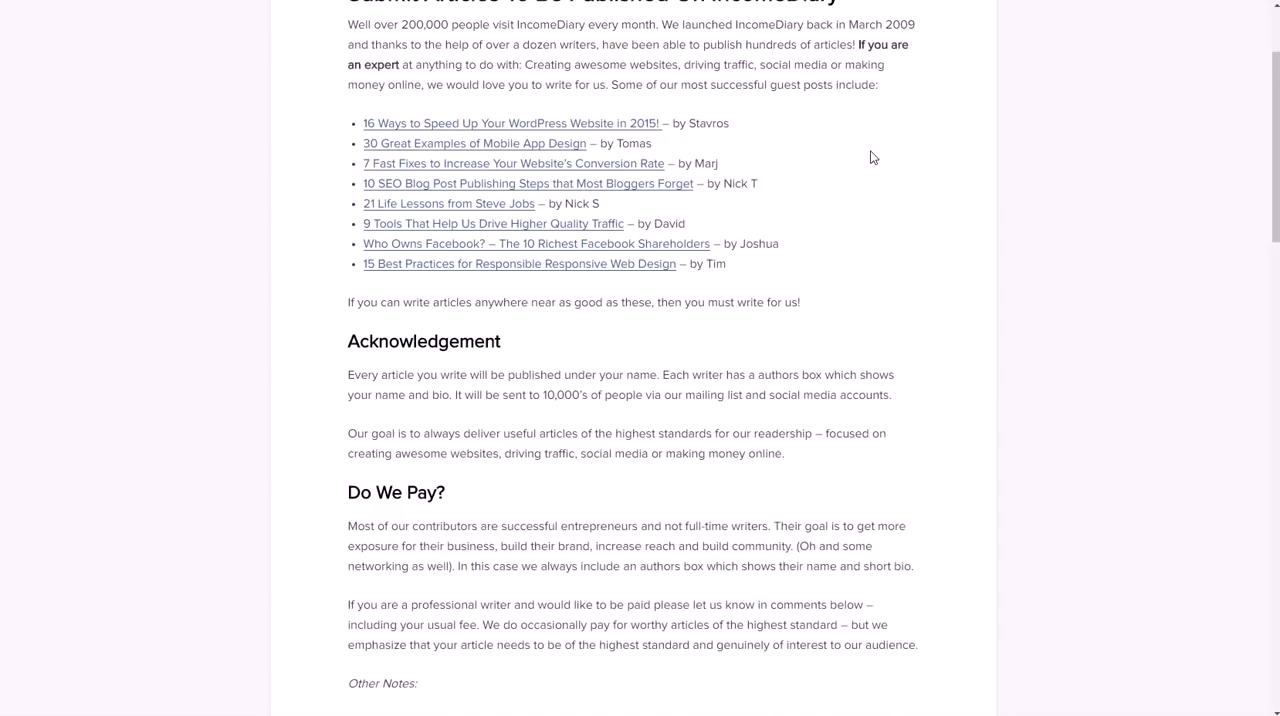 Submit Articles To Be Published On IncomeDiary
Well over 200,000 people visit IncomeDiary every month. We launched IncomeDiary back in March 2009
and thanks to the help of over a dozen writers, have been able to publish hundreds of articles! If you are
an expert at anything to do with: Creating awesome websites, driving traffic, social media or making
money online, we would love you to write for us. Some of our most successful guest posts include:
• 16 Ways to Speed Up Your WordPress Website in 2015! – by Stavros
• 30 Great Examples of Mobile App Design – by Tomas
• 7 Fast Fixes to Increase Your Website's Conversion Rate – by Marj
• 10 SEO Blog Post Publishing Steps that Most Bloggers Forget – by Nick T
• 21 Life Lessons from Steve Jobs – by Nick S
• 9 Tools That Help Us Drive Higher Quality Traffic – by David
• Who Owns Facebook? – The 10 Richest Facebook Shareholders – by Joshua
• 15 Best Practices for Responsible Responsive Web Design – by Tim
If you can write articles anywhere near as good as these, then you must write for us!
Acknowledgement
Every article you write will be published under your name. Each writer has a authors box which shows
your name and bio. It will be sent to 10,000's of people via our mailing list and social media accounts.
Our goal is to always deliver useful articles of the highest standards for our readership – focused on
creating awesome websites, driving traffic, social media or making money online.
Do We Pay?
Most of our contributors are successful entrepreneurs and not full-time writers. Their goal is to get more
exposure for their business, build their brand, increase reach and build community. (Oh and some
networking as well). In this case we always include an authors box which shows their name and short bio.
If you are a professional writer and would like to be paid please let us know in comments below –
including your usual fee. We do occasionally pay for worthy articles of the highest standard – but we
emphasize that your article needs to be of the highest standard and genuinely of interest to our audience.
Other Notes: